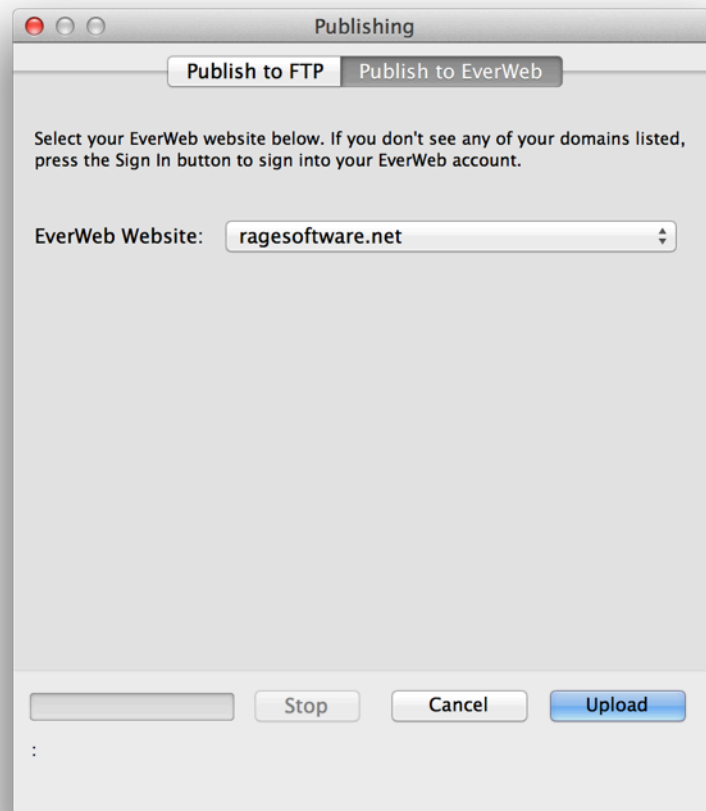 Publishing
Publish to FTP Publish to EverWeb
Select your EverWeb website below. If you don't see any of your domains listed,
press the Sign In button to sign into your EverWeb account.
EverWeb Website: ragesoftware.net
Stop Cancel Upload
: